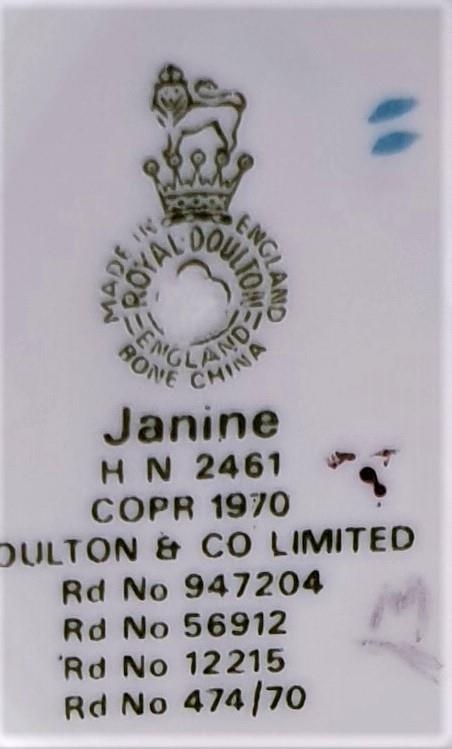 MADE IN ENGLAND
ROYAL DOULTON
ENGLAND
BONE CHINA
Janine
H N 2461
COPR 1970
OULTON & CO LIMITED
Rd No 947204
Rd No 56912
Rd No 12215
Rd No 474/70
M